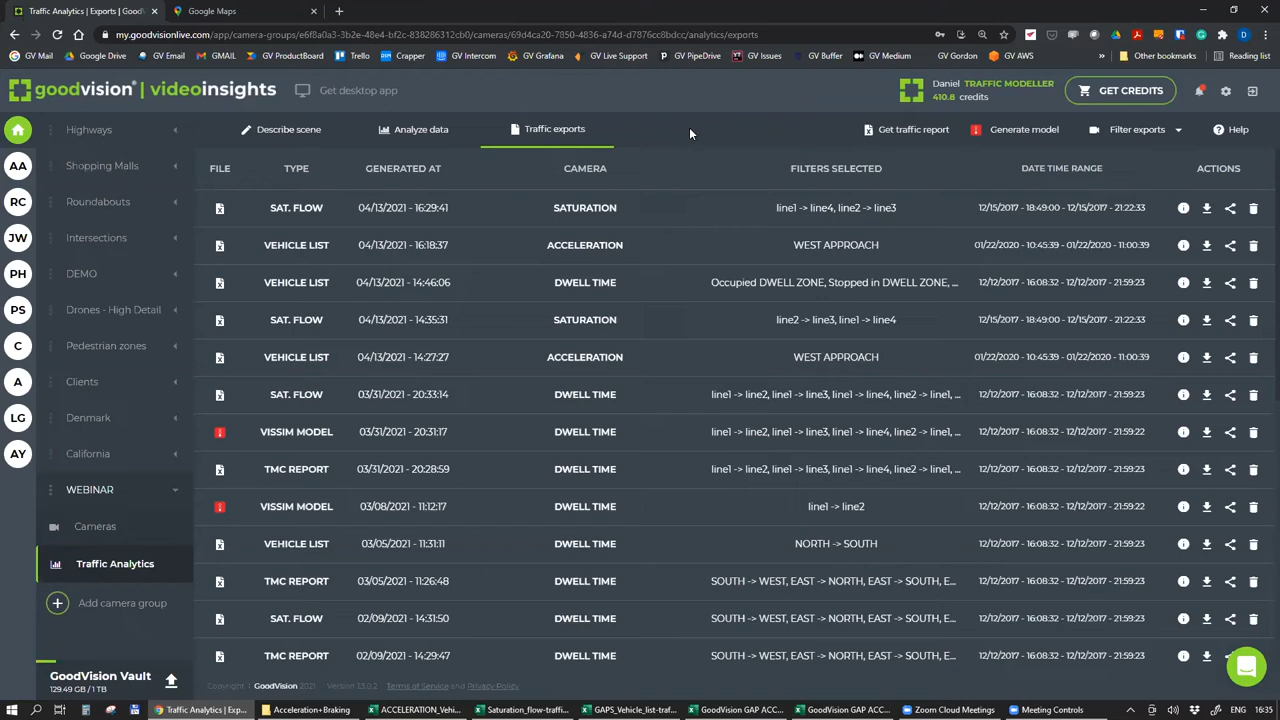 Traffic Analytics | Exports | GoodV
Google Maps
my.goodvisionlive.com/app/camera-groups/e6f8a0a3-3b2e-48e4-bf2c-838286312cb0/cameras/69d4ca20-7850-4836-a74d-d7876cc8bdcc/analytics/exports
GV Mail
Google Drive
GV Email
GMAIL
GV ProductBoard
Trello
Crapper
GV Intercom
GV Grafana
GV Live Support
GV PipeDrive
GV Issues
GV Buffer
GV Medium
GV Gordon
GV AWS
Other bookmarks
Reading list
goodvision® | videoinsights
Get desktop app
Daniel TRAFFIC MODELLER
410.8 credits
GET CREDITS
Describe scene
Analyze data
Traffic exports
Get traffic report
Generate model
Filter exports
Help
AA
RC
JW
PH
PS
C
A
LG
AY
Highways
Shopping Malls
Roundabouts
Intersections
DEMO
Drones - High Detail
Pedestrian zones
Clients
Denmark
California
WEBINAR
Cameras
Traffic Analytics
Add camera group
GoodVision Vault
129.49 GB / 1 TB
FILE TYPE GENERATED AT CAMERA FILTERS SELECTED DATE TIME RANGE ACTIONS
SAT. FLOW 04/13/2021 - 16:29:41 SATURATION line1 -> line4, line2 -> line3 12/15/2017 - 18:49:00 - 12/15/2017 - 21:22:33
VEHICLE LIST 04/13/2021 - 16:18:37 ACCELERATION WEST APPROACH 01/22/2020 - 10:45:39 - 01/22/2020 - 11:00:39
VEHICLE LIST 04/13/2021 - 14:46:06 DWELL TIME Occupied DWELL ZONE, Stopped in DWELL ZONE, ... 12/12/2017 - 16:08:32 - 12/12/2017 - 21:59:23
SAT. FLOW 04/13/2021 - 14:35:31 SATURATION line2 -> line3, line1 -> line4 12/15/2017 - 18:49:00 - 12/15/2017 - 21:22:33
VEHICLE LIST 04/13/2021 - 14:27:27 ACCELERATION WEST APPROACH 01/22/2020 - 10:45:39 - 01/22/2020 - 11:00:39
SAT. FLOW 03/31/2021 - 20:33:14 DWELL TIME line1 -> line2, line1 -> line3, line1 -> line4, line2 -> line1, ... 12/12/2017 - 16:08:32 - 12/12/2017 - 21:59:23
VISSIM MODEL 03/31/2021 - 20:31:17 DWELL TIME line1 -> line2, line1 -> line3, line1 -> line4, line2 -> line1, ... 12/12/2017 - 16:08:32 - 12/12/2017 - 21:59:22
TMC REPORT 03/31/2021 - 20:28:59 DWELL TIME line1 -> line2, line1 -> line3, line1 -> line4, line2 -> line1, ... 12/12/2017 - 16:08:32 - 12/12/2017 - 21:59:23
VISSIM MODEL 03/08/2021 - 11:12:17 DWELL TIME line1 -> line2 12/12/2017 - 16:08:32 - 12/12/2017 - 21:59:22
VEHICLE LIST 03/05/2021 - 11:31:11 DWELL TIME NORTH -> SOUTH 12/12/2017 - 16:08:32 - 12/12/2017 - 21:59:23
TMC REPORT 03/05/2021 - 11:26:48 DWELL TIME SOUTH -> WEST, EAST -> NORTH, EAST -> SOUTH, E... 12/12/2017 - 16:08:32 - 12/12/2017 - 21:59:23
SAT. FLOW 02/09/2021 - 14:31:50 DWELL TIME SOUTH -> WEST, EAST -> NORTH, EAST -> SOUTH, E... 12/12/2017 - 16:08:32 - 12/12/2017 - 21:59:23
TMC REPORT 02/09/2021 - 14:29:47 DWELL TIME SOUTH -> WEST, EAST -> NORTH, EAST -> SOUTH, E... 12/12/2017 - 16:08:32 - 12/12/2017 - 21:59:23
Copyright GoodVision 2021 Version 13.0.2 Terms of Service and Privacy Policy
Traffic Analytics | Exp...
Acceleration+Braking
ACCELERATION_Vehi...
Saturation_flow-traffi...
GAPS_Vehicle_list-traf...
GoodVision GAP ACC...
GoodVision GAP ACC...
Zoom Cloud Meetings
Meeting Controls
16:35